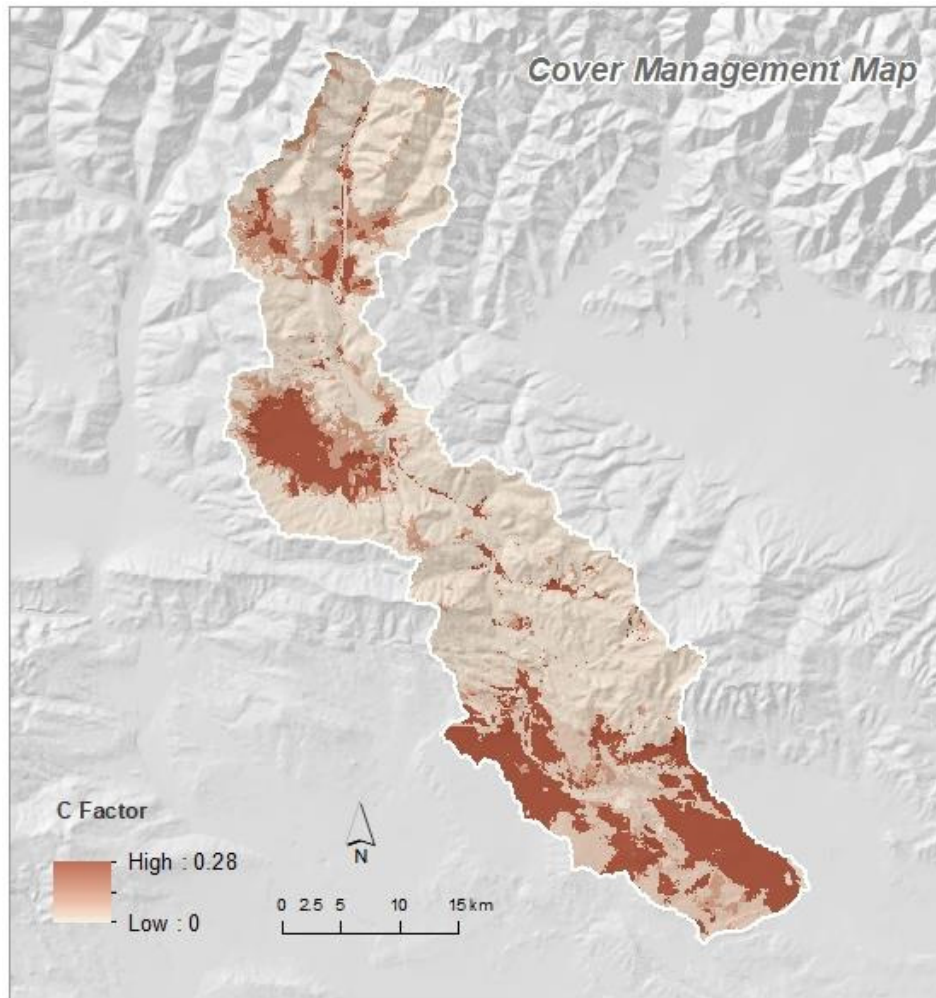 Cover Management Map
C Factor
High : 0.28
Low : 0
N
0 2.5 5 10 15 km